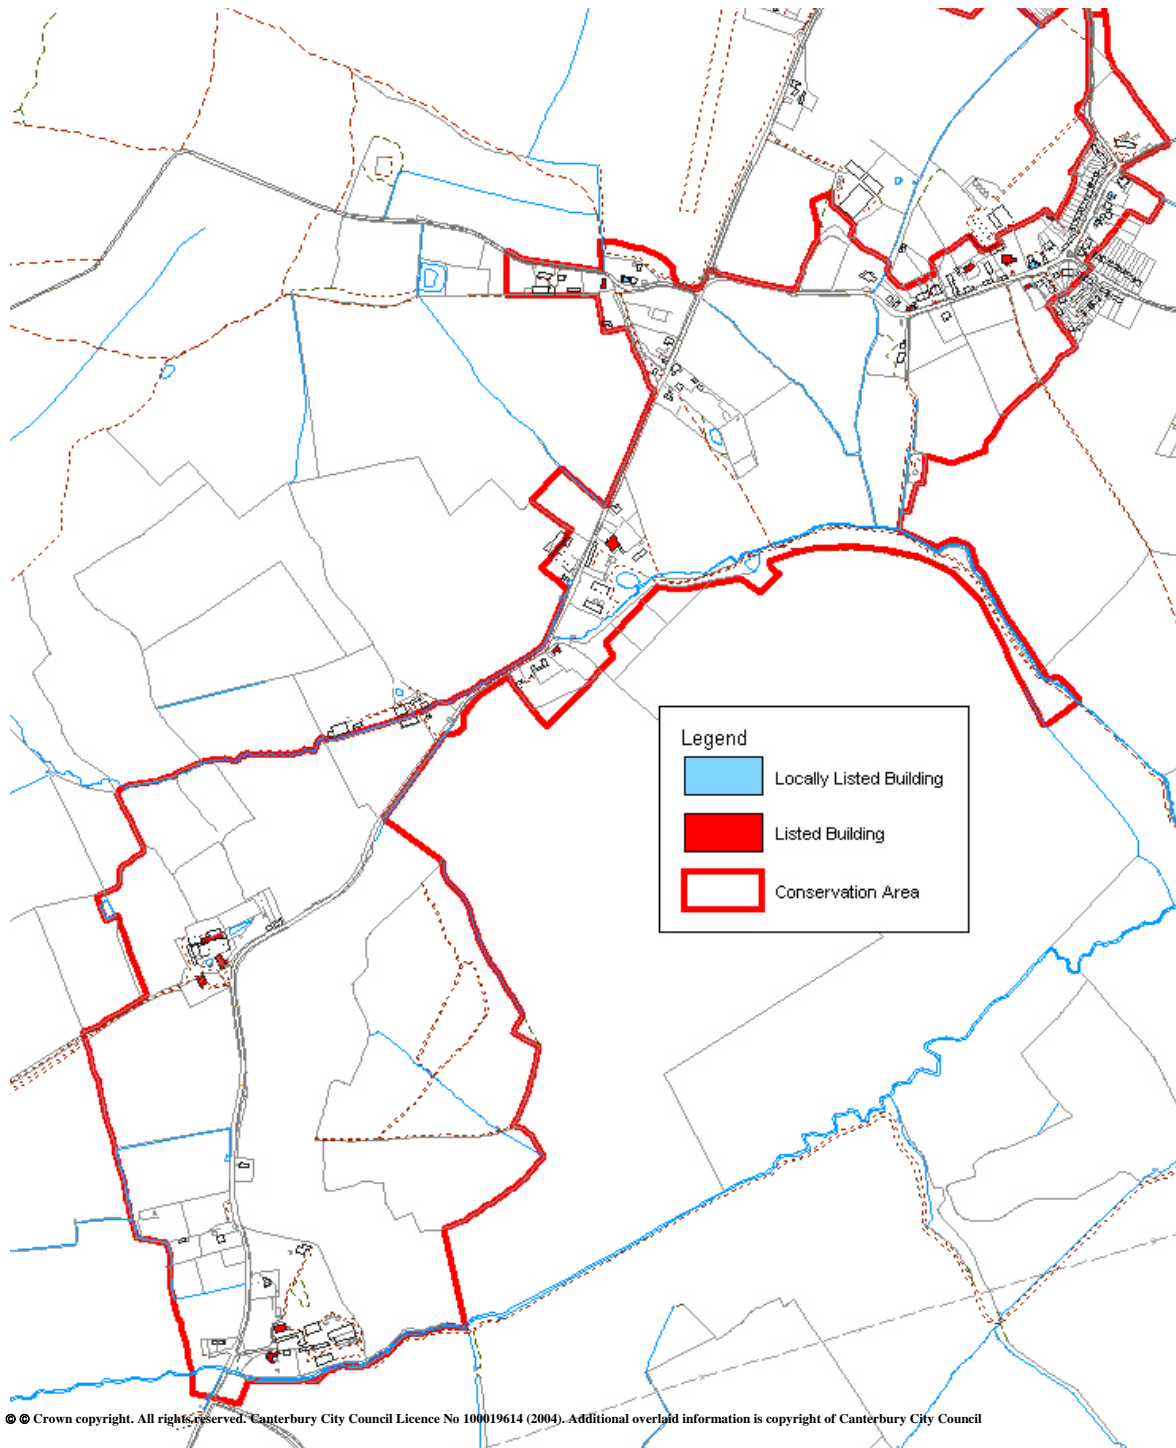 Legend
Locally Listed Building
Listed Building
Conservation Area
© © Crown copyright. All rights reserved. Canterbury City Council Licence No 100019614 (2004). Additional overlaid information is copyright of Canterbury City Council